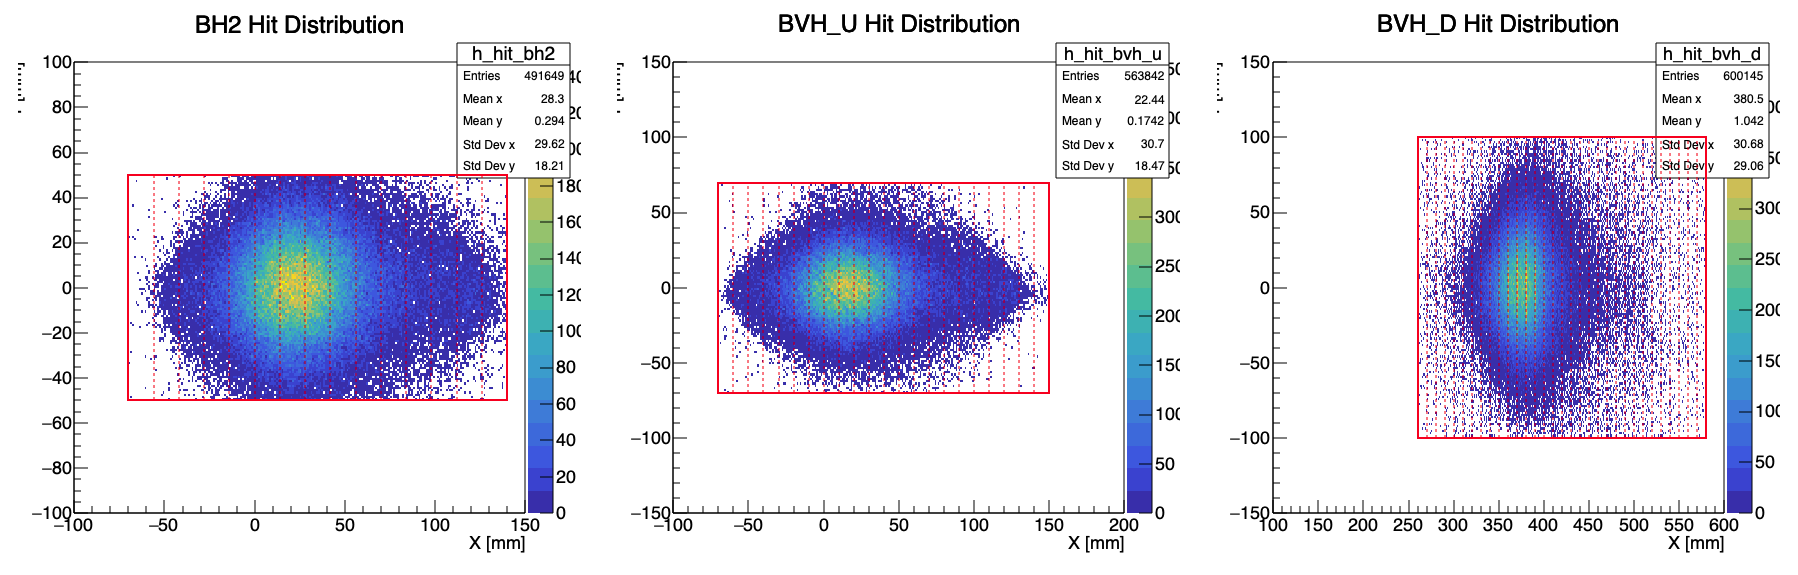 BH2 Hit Distribution
h_hit_bh2
Entries 491649
Mean x 28.3
Mean y 0.294
Std Dev x 29.62
Std Dev y 18.21
100
80
60
40
20
0
−20
−40
−60
−80
−100
−100 −50 0 50 100 150
X [mm]
180
160
140
120
100
80
60
40
20
0
BVH_U Hit Distribution
h_hit_bvh_u
Entries 563842
Mean x 22.44
Mean y 0.1742
Std Dev x 30.7
Std Dev y 18.47
150
100
50
0
−50
−100
−150
−100 −50 0 50 100 150 200
X [mm]
300
250
200
150
100
50
0
BVH_D Hit Distribution
h_hit_bvh_d
Entries 600145
Mean x 380.5
Mean y 1.042
Std Dev x 30.68
Std Dev y 29.06
150
100
50
0
−50
−100
−150
100 150 200 250 300 350 400 450 500 550 600
X [mm]
300
250
200
150
100
50
0